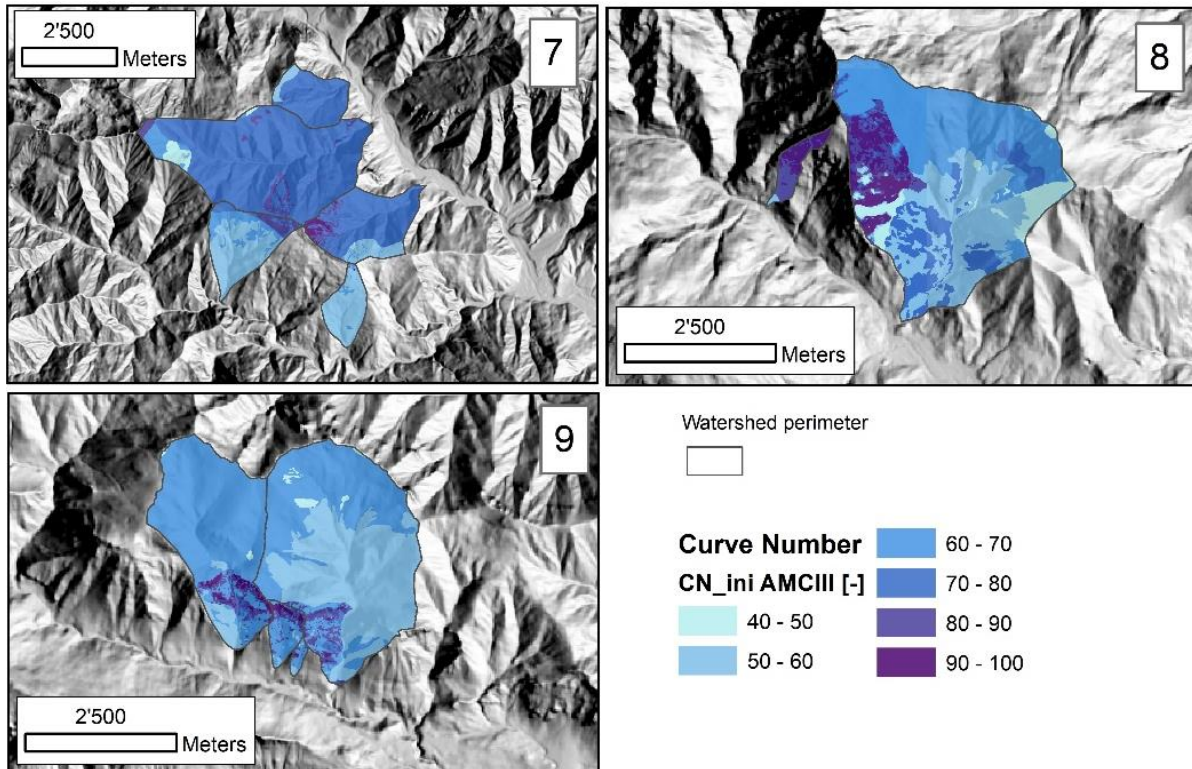 2'500
Meters
7
8
2'500
Meters
9
2'500
Meters
Watershed perimeter
Curve Number
CN_ini AMCIII [-]
40 - 50
50 - 60
60 - 70
70 - 80
80 - 90
90 - 100